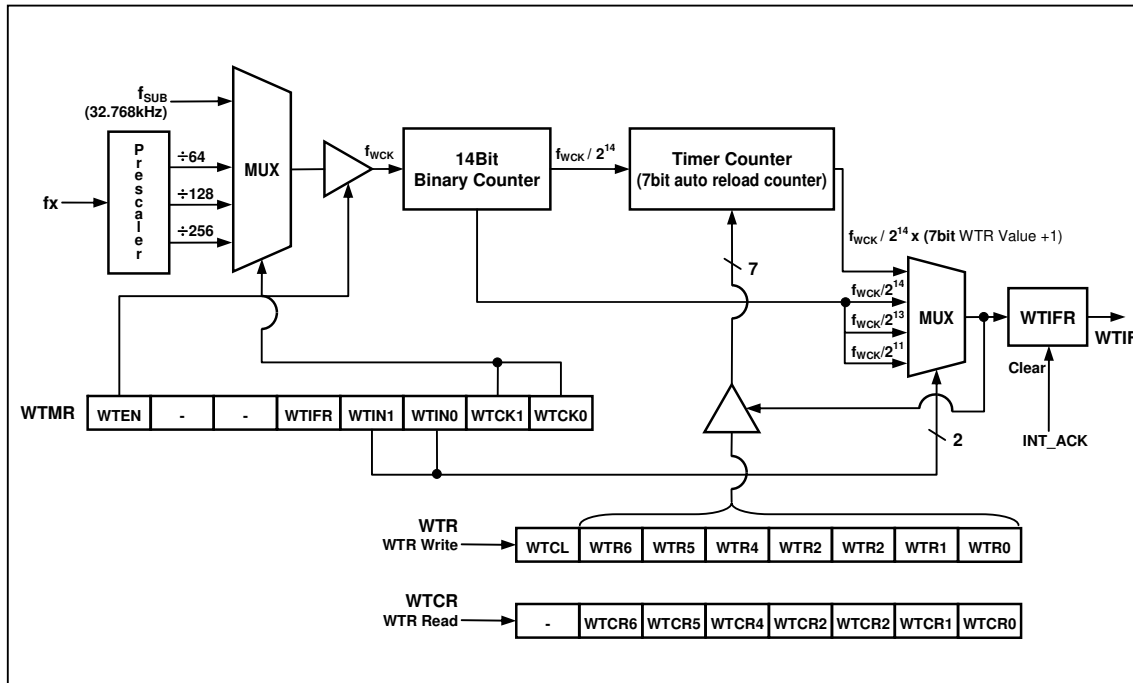 fSUB
(32.768kHz)
Prescaler
fx
÷64
÷128
÷256
MUX
fWCK
14Bit
Binary Counter
fWCK / 2^14
Timer Counter
(7bit auto reload counter)
fWCK / 2^14 x (7bit WTR Value +1)
7
fWCK/2^14
fWCK/2^13
fWCK/2^11
MUX
WTIFR
WTIF
Clear
INT_ACK
2
WTMR
WTEN - - WTIFR WTIN1 WTIN0 WTCK1 WTCK0
WTR
WTR Write
WTCL WTR6 WTR5 WTR4 WTR2 WTR2 WTR1 WTR0
WTCR
WTR Read
- WTCR6 WTCR5 WTCR4 WTCR2 WTCR2 WTCR1 WTCR0